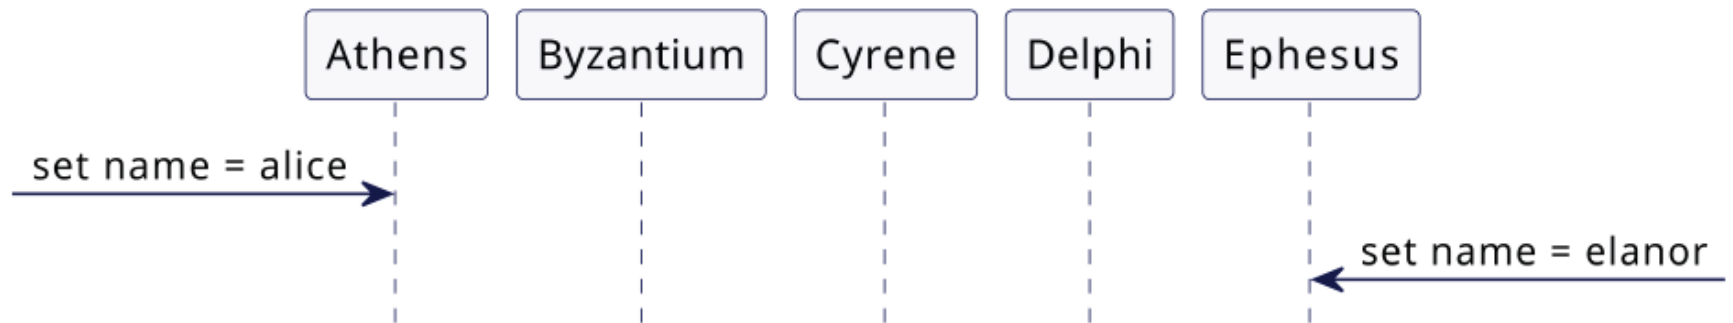 Athens Byzantium Cyrene Delphi Ephesus
set name = alice
set name = elanor